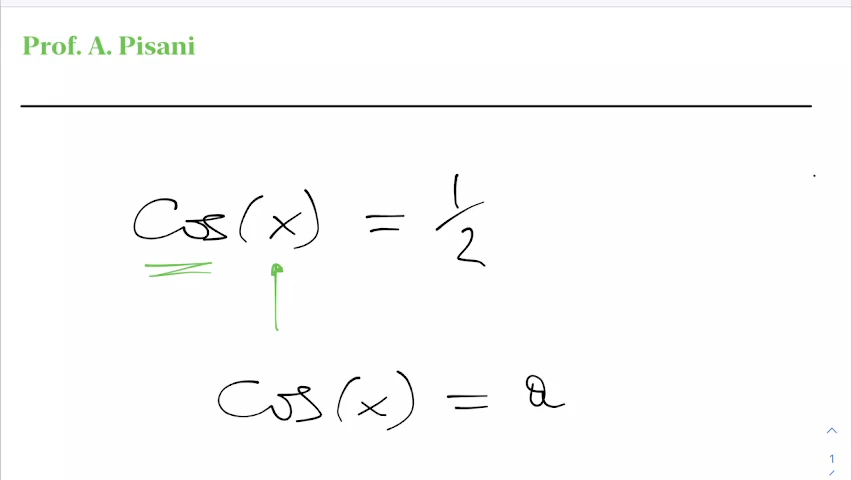 Prof. A. Pisani
Cos(x) = 1/2
Cos(x) = a
1